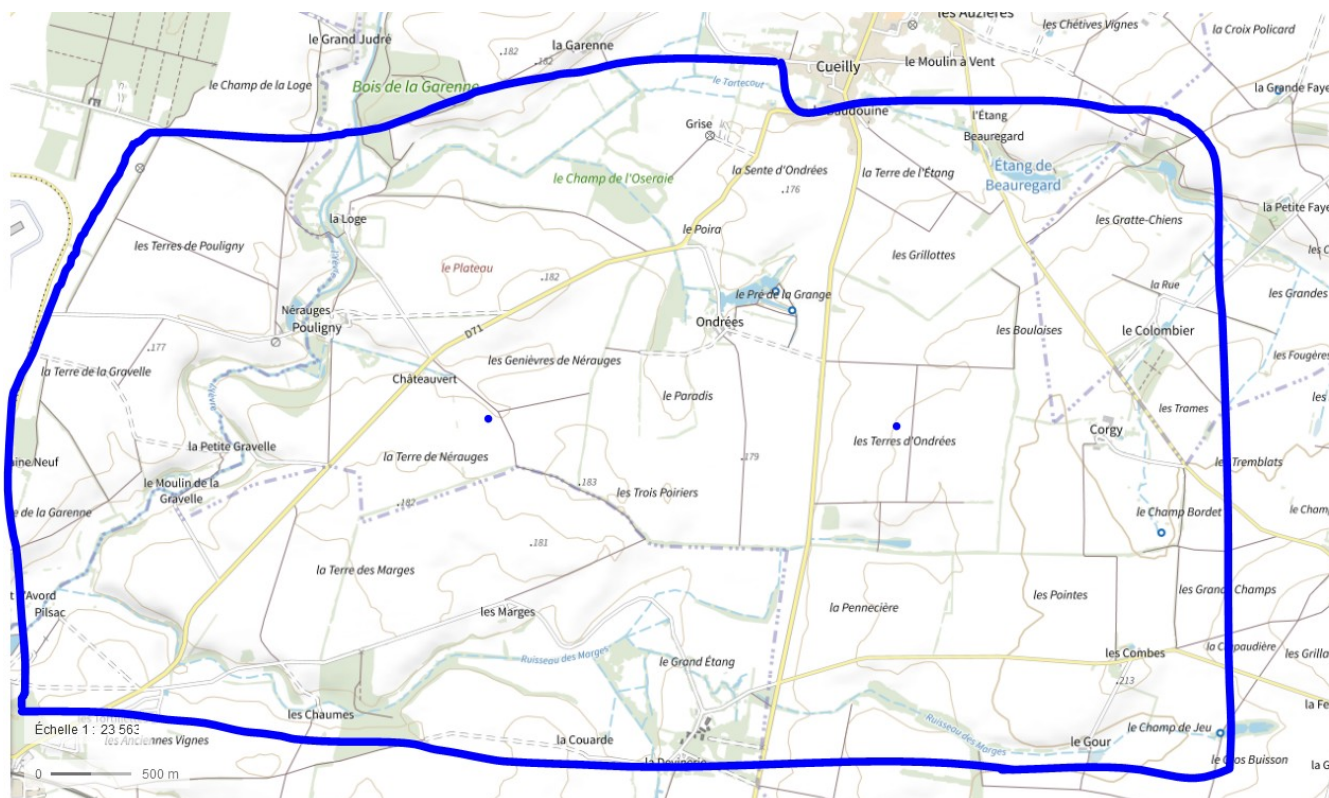 les Auzières
les Chétives Vignes
la Croix Policard
182
la Garenne
le Grand Judré
182
Cueilly
le Moulin à Vent
le Champ de la Loge
Bois de la Garenne
le Tortecout
la Grande Faye
l'Étang
Beauregard
Grise
Étang de
Beauregard
la Sente d'Ondrées
la Terre de l'Étang
le Champ de l'Oseraie
176
la Petite Faye
la Loge
les Gratte-Chiens
le Poira
les Terres de Pouligny
les Grillottes
le Plateau
182
l'Yèvre
la Rue
le Pré de la Grange
les Grandes
Nérauges
Pouligny
Ondrées
D71
les Bouloises
le Colombier
177
les Genièvres de Nérauges
les Fougères
la Terre de la Gravelle
Châteauvert
le Paradis
les
l'Yèvre
les Trames
Corgy
la Petite Gravelle
les Terres d'Ondrées
la Terre de Nérauges
179
les Tremblats
le Moulin de la
Gravelle
183
les Trois Poiriers
182
le Champ Bordet
le Champ
de la Garenne
181
la Terre des Marges
les Pointes
les Grands Champs
d'Avord
Pilsac
les Marges
la Pennecière
Ruisseau des Marges
le Grand Étang
les Combes
213
les Chaumes
Ruisseau des Marges
le Champ de Jeu
Échelle 1 : 23 563
les Anciennes Vignes
la Couarde
le Gour
le Clos Buisson
0 500 m